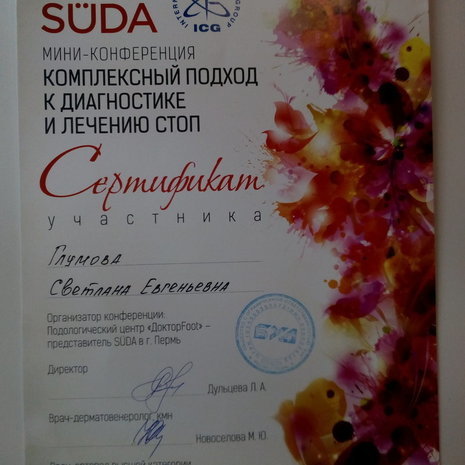 SÜDA
ICG
МИНИ-КОНФЕРЕНЦИЯ
КОМПЛЕКСНЫЙ ПОДХОД
К ДИАГНОСТИКЕ
И ЛЕЧЕНИЮ СТОП
Сертификат
участника
Глумова
Светлана Евгеньевна
Организатор конференции:
Подологический центр «ДокторFoot» –
представитель SÜDA в г. Пермь
Директор
Дульцева Л. А.
Врач-дерматовенеролог, кмн
Новоселова М. Ю.